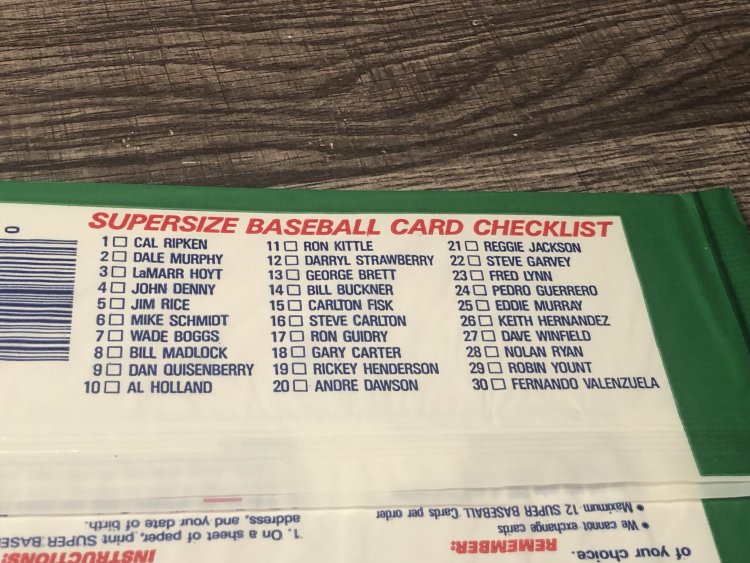 SUPERSIZE BASEBALL CARD CHECKLIST
1 CAL RIPKEN
2 DALE MURPHY
3 LaMARR HOYT
4 JOHN DENNY
5 JIM RICE
6 MIKE SCHMIDT
7 WADE BOGGS
8 BILL MADLOCK
9 DAN QUISENBERRY
10 AL HOLLAND
11 RON KITTLE
12 DARRYL STRAWBERRY
13 GEORGE BRETT
14 BILL BUCKNER
15 CARLTON FISK
16 STEVE CARLTON
17 RON GUIDRY
18 GARY CARTER
19 RICKEY HENDERSON
20 ANDRE DAWSON
21 REGGIE JACKSON
22 STEVE GARVEY
23 FRED LYNN
24 PEDRO GUERRERO
25 EDDIE MURRAY
26 KEITH HERNANDEZ
27 DAVE WINFIELD
28 NOLAN RYAN
29 ROBIN YOUNT
30 FERNANDO VALENZUELA
0
of your choice.
REMEMBER:
• We cannot exchange cards
• Maximum 12 SUPER BASEBALL Cards per order
INSTRUCTIONS:
1. On a sheet of paper, print SUPER BASE
address, and your date of birth.